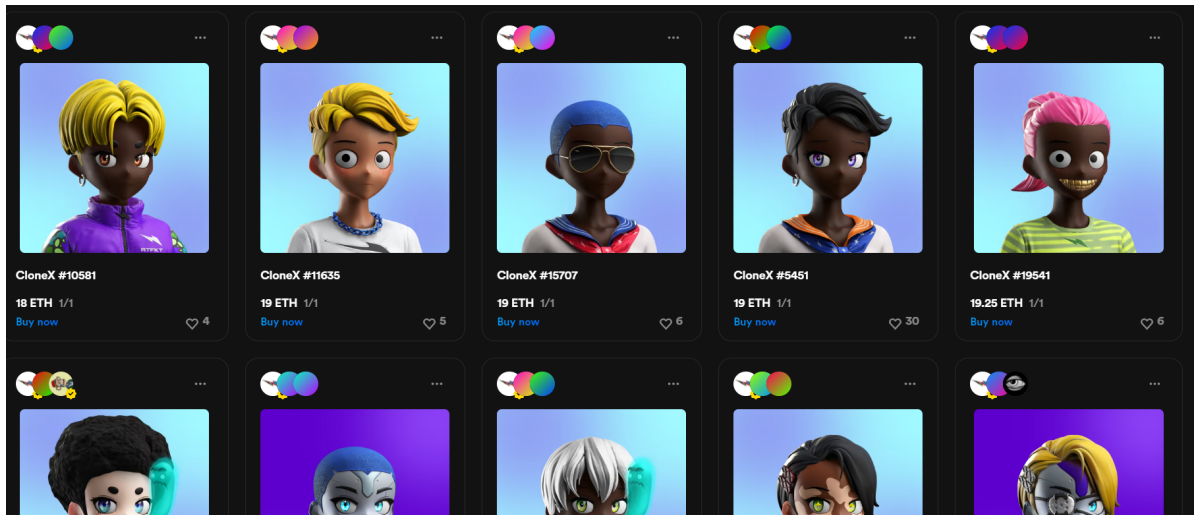 RTFKT
CloneX #10581
18 ETH 1/1
Buy now
4
CloneX #11635
19 ETH 1/1
Buy now
5
CloneX #15707
19 ETH 1/1
Buy now
6
CloneX #5451
19 ETH 1/1
Buy now
30
CloneX #19541
19.25 ETH 1/1
Buy now
6